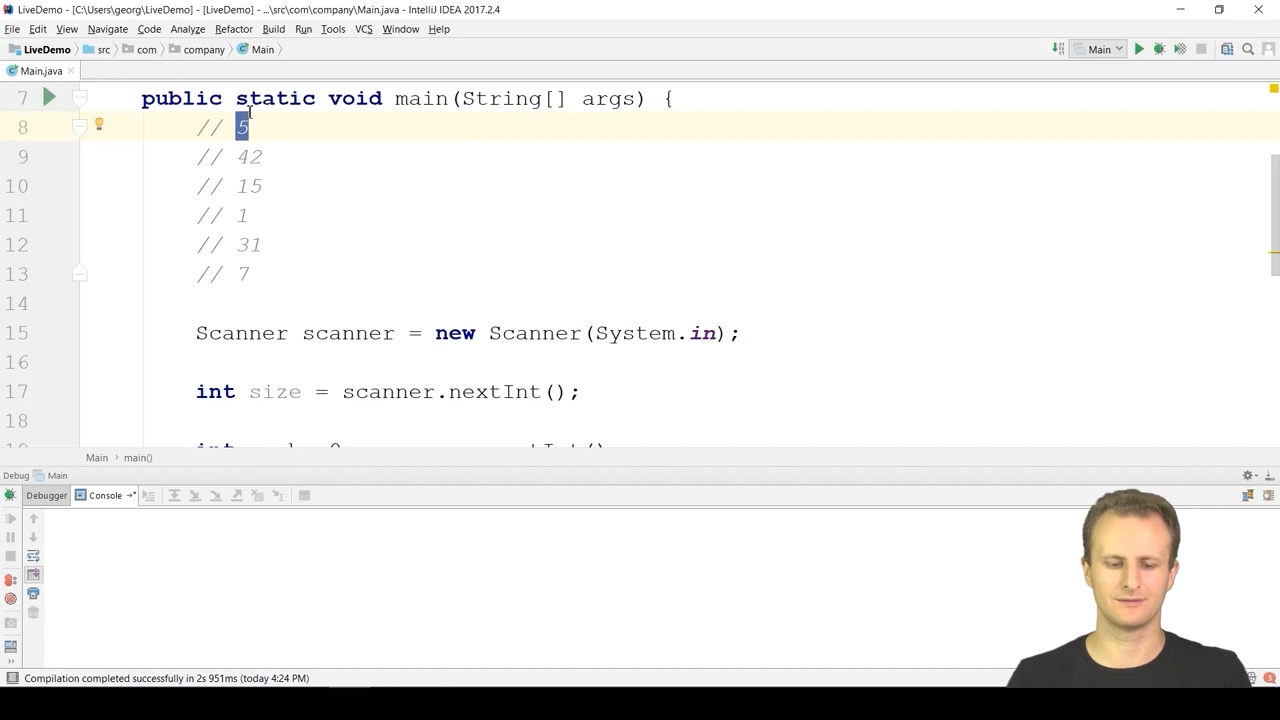 LiveDemo - [C:\Users\georg\LiveDemo] - [LiveDemo] - ...\src\com\company\Main.java - IntelliJ IDEA 2017.2.4
File Edit View Navigate Code Analyze Refactor Build Run Tools VCS Window Help
LiveDemo src com company Main Main
Main.java
7 public static void main(String[] args) {
8 // 5
9 // 42
10 // 15
11 // 1
12 // 31
13 // 7
14
15 Scanner scanner = new Scanner(System.in);
16
17 int size = scanner.nextInt();
18
Main main()
Debug Main
Debugger Console
Compilation completed successfully in 2s 951ms (today 4:24 PM)